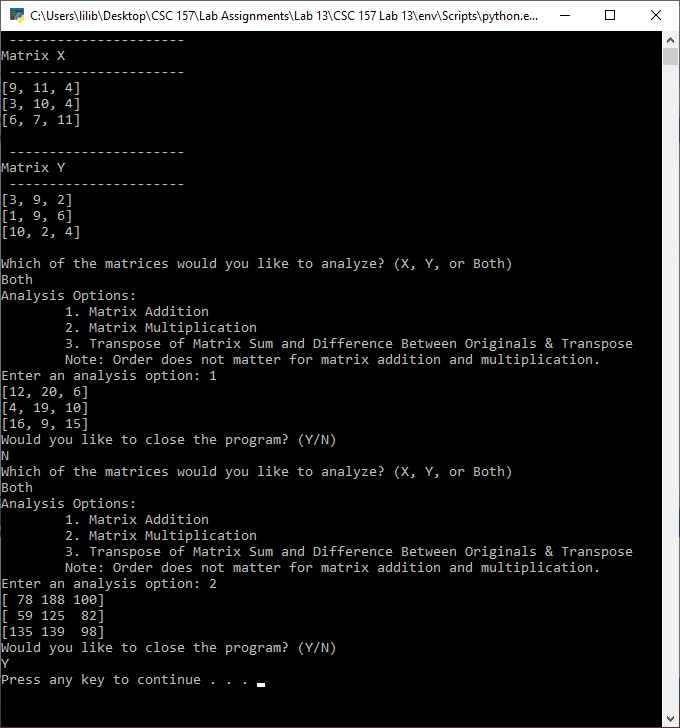 C:\Users\lilib\Desktop\CSC 157\Lab Assignments\Lab 13\CSC 157 Lab 13\env\Scripts\python.e...
----------------------
Matrix X
----------------------
[9, 11, 4]
[3, 10, 4]
[6, 7, 11]
----------------------
Matrix Y
----------------------
[3, 9, 2]
[1, 9, 6]
[10, 2, 4]
Which of the matrices would you like to analyze? (X, Y, or Both)
Both
Analysis Options:
1. Matrix Addition
2. Matrix Multiplication
3. Transpose of Matrix Sum and Difference Between Originals & Transpose
Note: Order does not matter for matrix addition and multiplication.
Enter an analysis option: 1
[12, 20, 6]
[4, 19, 10]
[16, 9, 15]
Would you like to close the program? (Y/N)
N
Which of the matrices would you like to analyze? (X, Y, or Both)
Both
Analysis Options:
1. Matrix Addition
2. Matrix Multiplication
3. Transpose of Matrix Sum and Difference Between Originals & Transpose
Note: Order does not matter for matrix addition and multiplication.
Enter an analysis option: 2
[ 78 188 100]
[ 59 125  82]
[135 139  98]
Would you like to close the program? (Y/N)
Y
Press any key to continue . . .